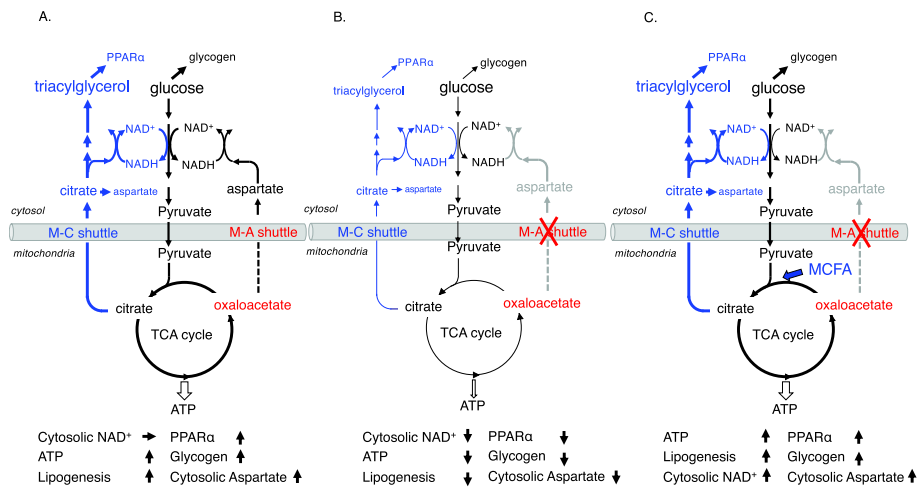 A.
PPARα
glycogen
triacylglycerol
glucose
NAD⁺
NAD⁺
NADH
NADH
citrate
aspartate
aspartate
cytosol
Pyruvate
M-C shuttle
M-A shuttle
mitochondria
Pyruvate
citrate
oxaloacetate
TCA cycle
ATP
Cytosolic NAD⁺
PPARα
ATP
Glycogen
Lipogenesis
Cytosolic Aspartate
B.
PPARα
glycogen
triacylglycerol
glucose
NAD⁺
NAD⁺
NADH
NADH
citrate
aspartate
aspartate
cytosol
Pyruvate
M-C shuttle
M-A shuttle
mitochondria
Pyruvate
citrate
oxaloacetate
TCA cycle
ATP
Cytosolic NAD⁺
PPARα
ATP
Glycogen
Lipogenesis
Cytosolic Aspartate
C.
PPARα
glycogen
triacylglycerol
glucose
NAD⁺
NAD⁺
NADH
NADH
citrate
aspartate
aspartate
cytosol
Pyruvate
M-C shuttle
M-A shuttle
mitochondria
Pyruvate
MCFA
citrate
oxaloacetate
TCA cycle
ATP
ATP
PPARα
Lipogenesis
Glycogen
Cytosolic NAD⁺
Cytosolic Aspartate